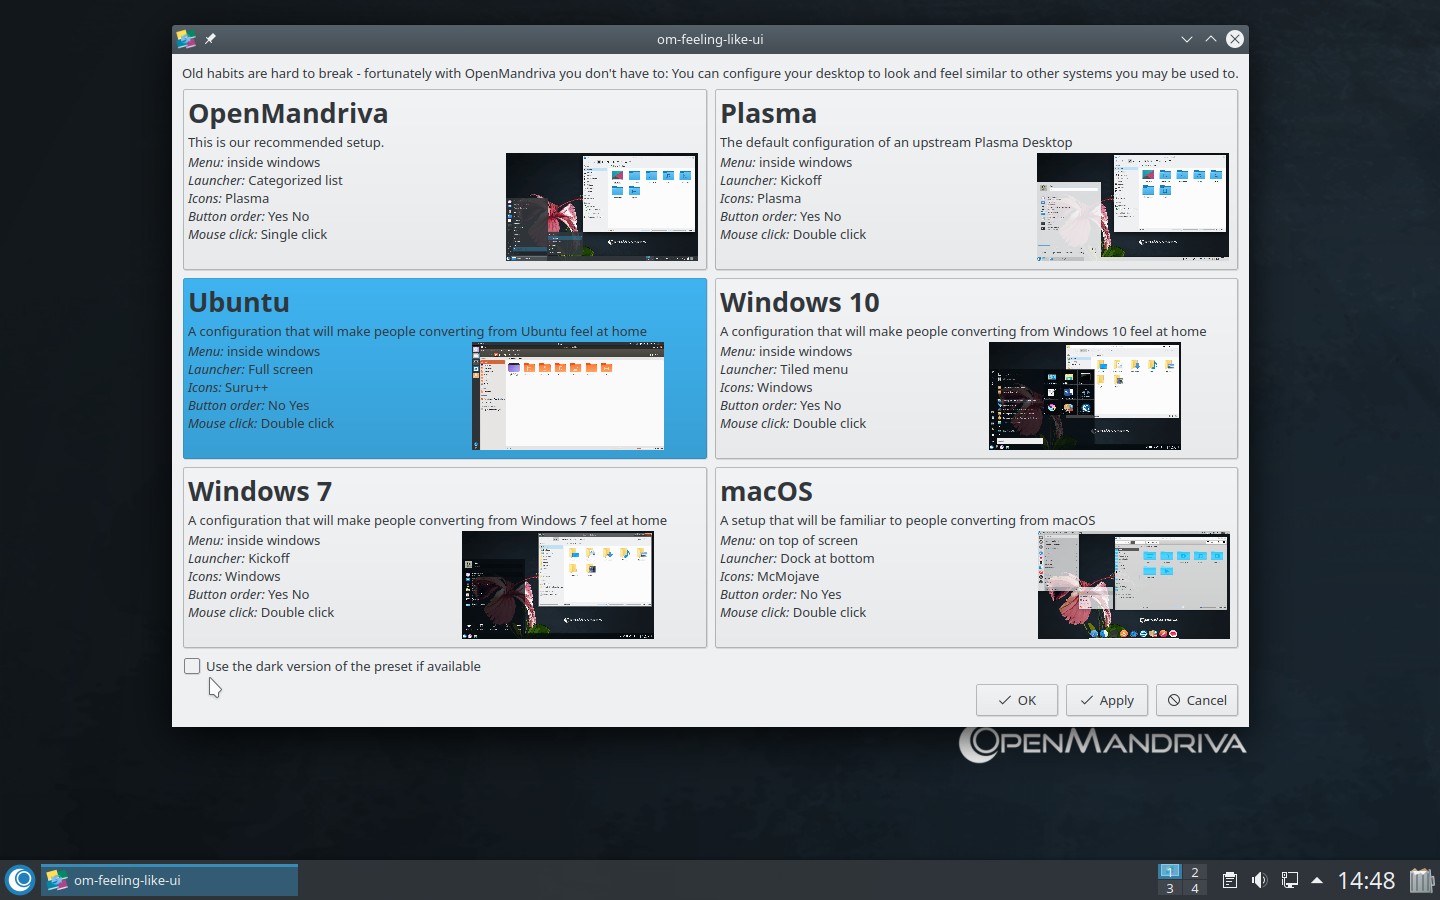 om-feeling-like-ui
Old habits are hard to break - fortunately with OpenMandriva you don't have to: You can configure your desktop to look and feel similar to other systems you may be used to.
OpenMandriva
This is our recommended setup.
Menu: inside windows
Launcher: Categorized list
Icons: Plasma
Button order: Yes No
Mouse click: Single click
Plasma
The default configuration of an upstream Plasma Desktop
Menu: inside windows
Launcher: Kickoff
Icons: Plasma
Button order: Yes No
Mouse click: Double click
Ubuntu
A configuration that will make people converting from Ubuntu feel at home
Menu: inside windows
Launcher: Full screen
Icons: Suru++
Button order: No Yes
Mouse click: Double click
Windows 10
A configuration that will make people converting from Windows 10 feel at home
Menu: inside windows
Launcher: Tiled menu
Icons: Windows
Button order: Yes No
Mouse click: Double click
Windows 7
A configuration that will make people converting from Windows 7 feel at home
Menu: inside windows
Launcher: Kickoff
Icons: Windows
Button order: Yes No
Mouse click: Double click
macOS
A setup that will be familiar to people converting from macOS
Menu: on top of screen
Launcher: Dock at bottom
Icons: McMojave
Button order: No Yes
Mouse click: Double click
Use the dark version of the preset if available
OK Apply Cancel
OPENMANDRIVA
om-feeling-like-ui
1 2
3 4
14:48